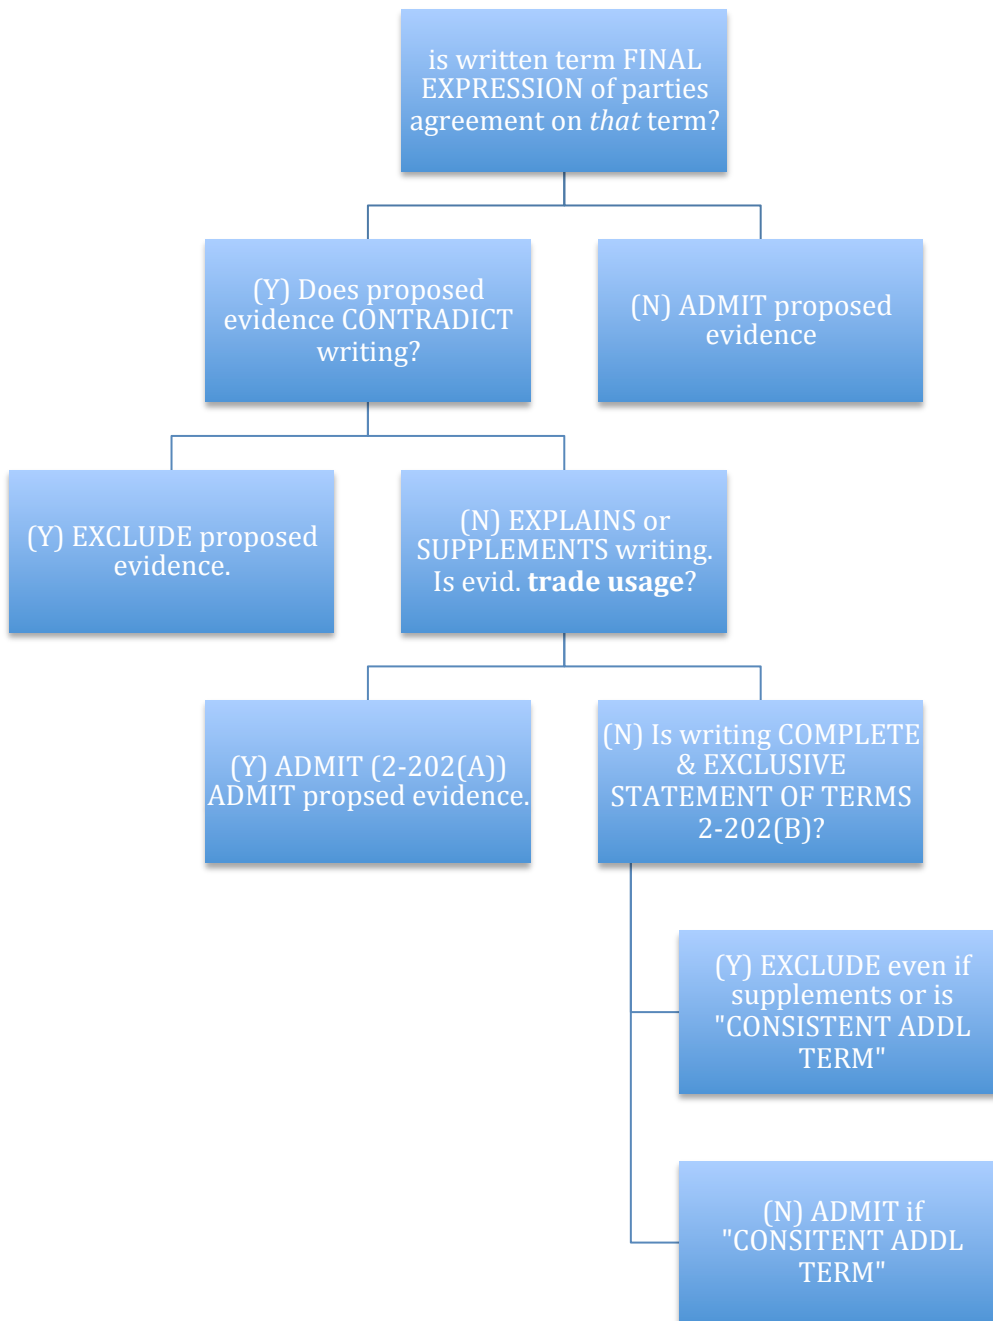 is written term FINAL
EXPRESSION of parties
agreement on that term?
(Y) Does proposed
evidence CONTRADICT
writing?
(N) ADMIT proposed
evidence
(Y) EXCLUDE proposed
evidence.
(N) EXPLAINS or
SUPPLEMENTS writing.
Is evid. trade usage?
(Y) ADMIT (2-202(A))
ADMIT propsed evidence.
(N) Is writing COMPLETE
& EXCLUSIVE
STATEMENT OF TERMS
2-202(B)?
(Y) EXCLUDE even if
supplements or is
"CONSISTENT ADDL
TERM"
(N) ADMIT if
"CONSITENT ADDL
TERM"